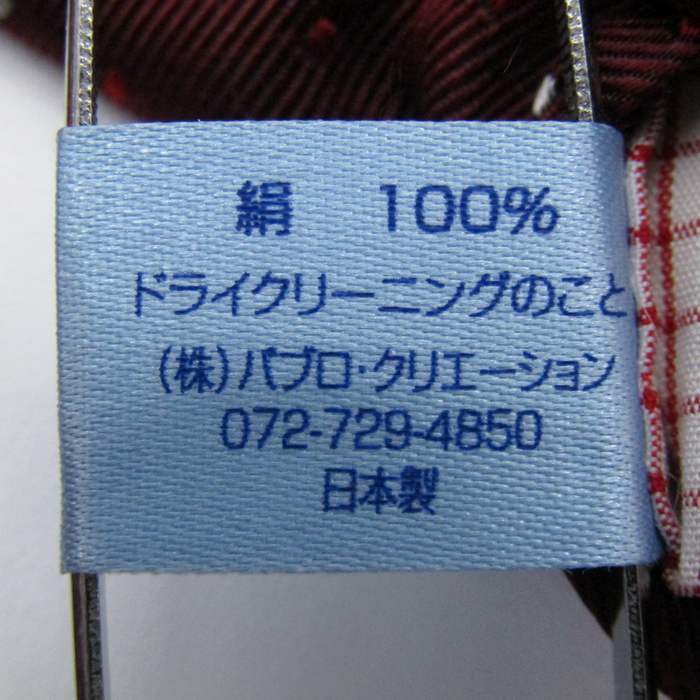 絹 100%
ドライクリーニングのこと
(株)パブロ・クリエーション
072-729-4850
日本製